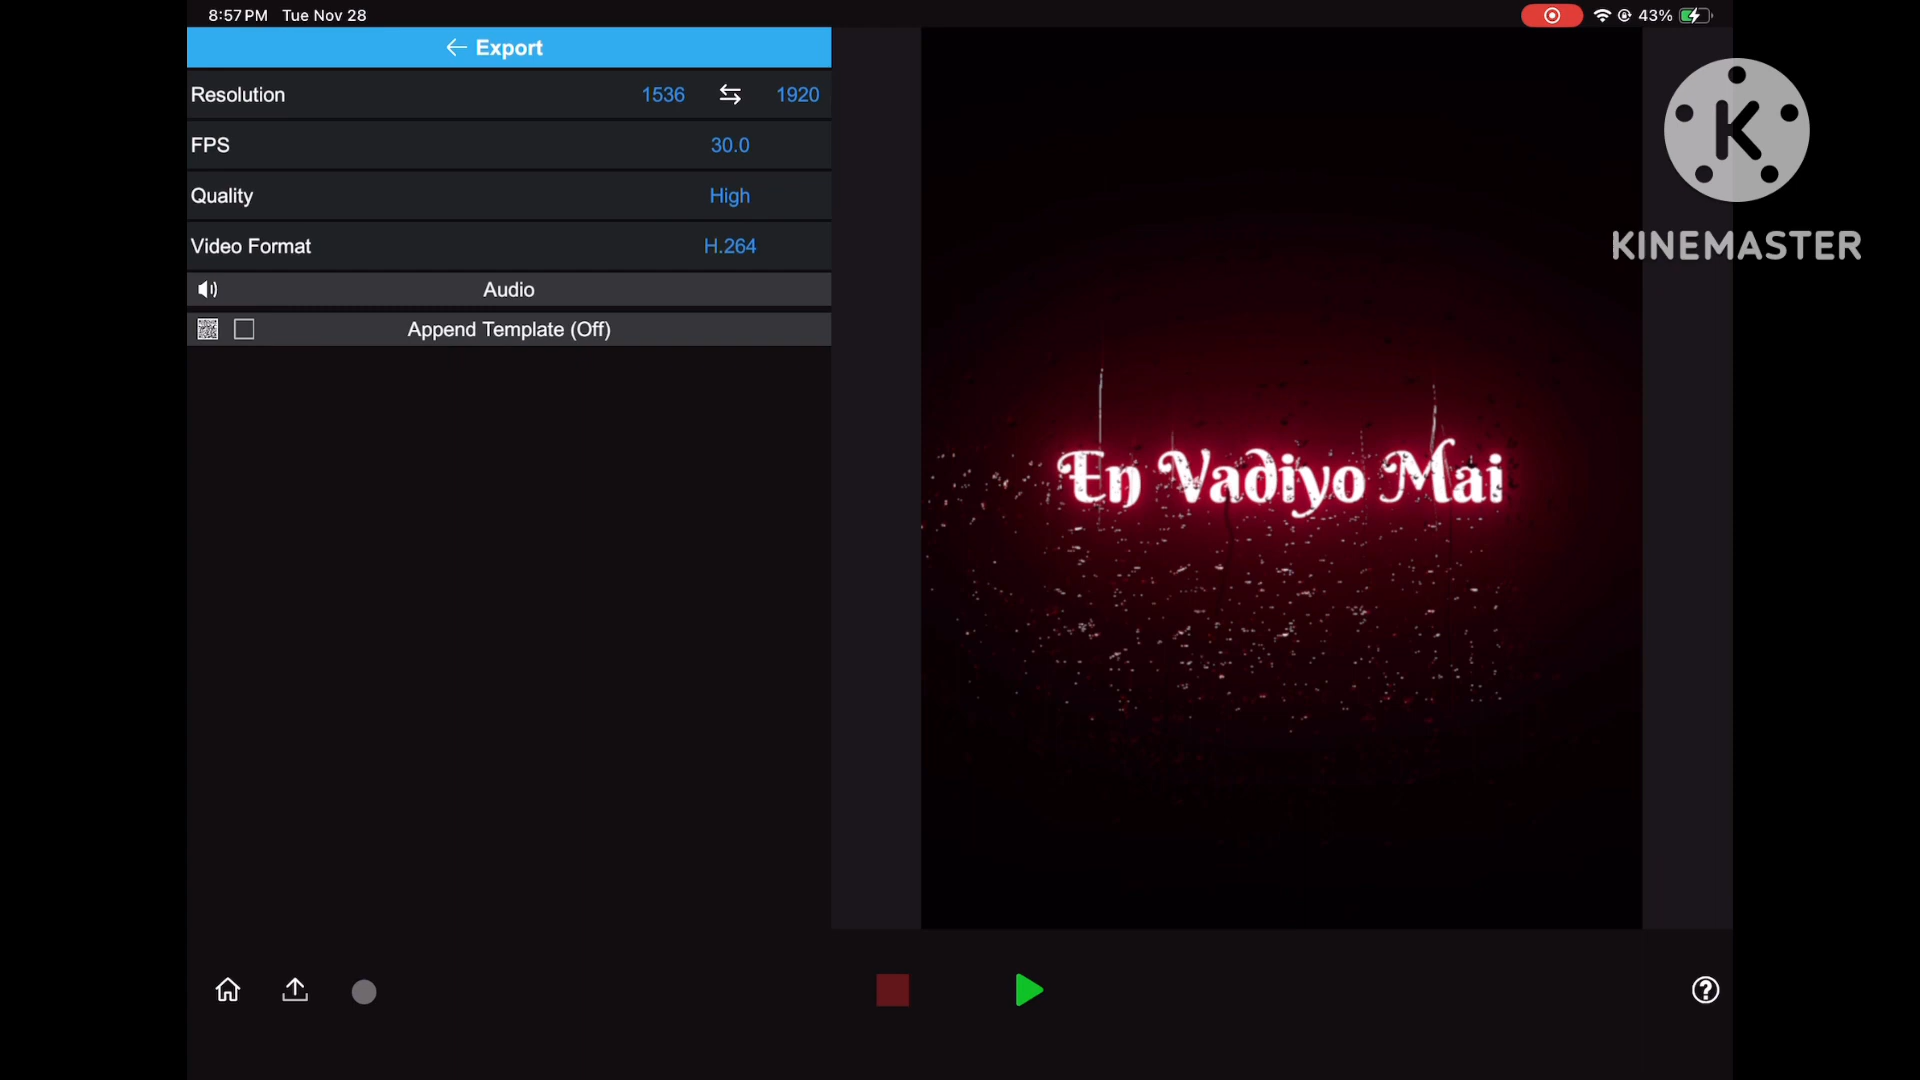 8:57 PM Tue Nov 28
43%
← Export
Resolution 1536 ⇆ 1920
FPS 30.0
Quality High
Video Format H.264
Audio
Append Template (Off)
En Vadiyo Mai
K
KINEMASTER
?